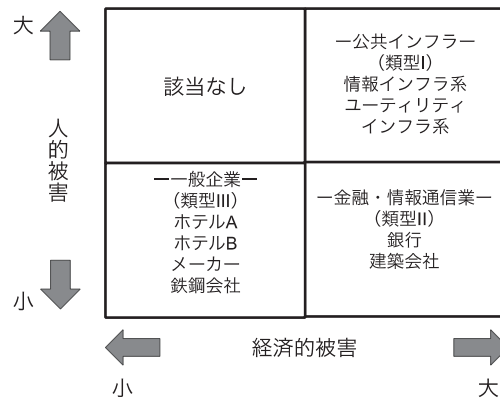 大
人的被害
小
該当なし
ー公共インフラー
(類型I)
情報インフラ系
ユーティリティ
インフラ系
ー一般企業ー
(類型III)
ホテルA
ホテルB
メーカー
鉄鋼会社
ー金融・情報通信業ー
(類型II)
銀行
建築会社
経済的被害
小
大